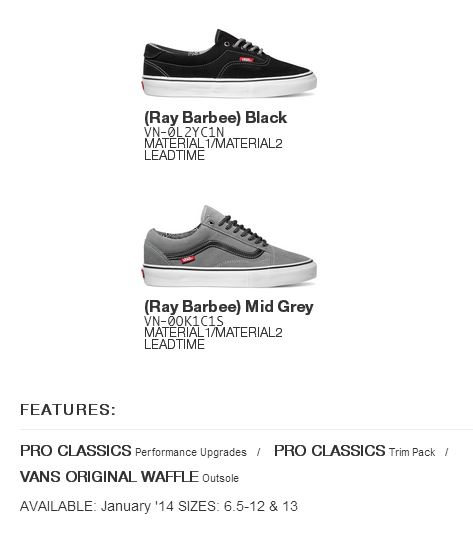 (Ray Barbee) Black
VN-0L2YC1N
MATERIAL1/MATERIAL2
LEADTIME
(Ray Barbee) Mid Grey
VN-0OK1C1S
MATERIAL1/MATERIAL2
LEADTIME
FEATURES:
PRO CLASSICS Performance Upgrades / PRO CLASSICS Trim Pack /
VANS ORIGINAL WAFFLE Outsole
AVAILABLE: January '14 SIZES: 6.5-12 & 13